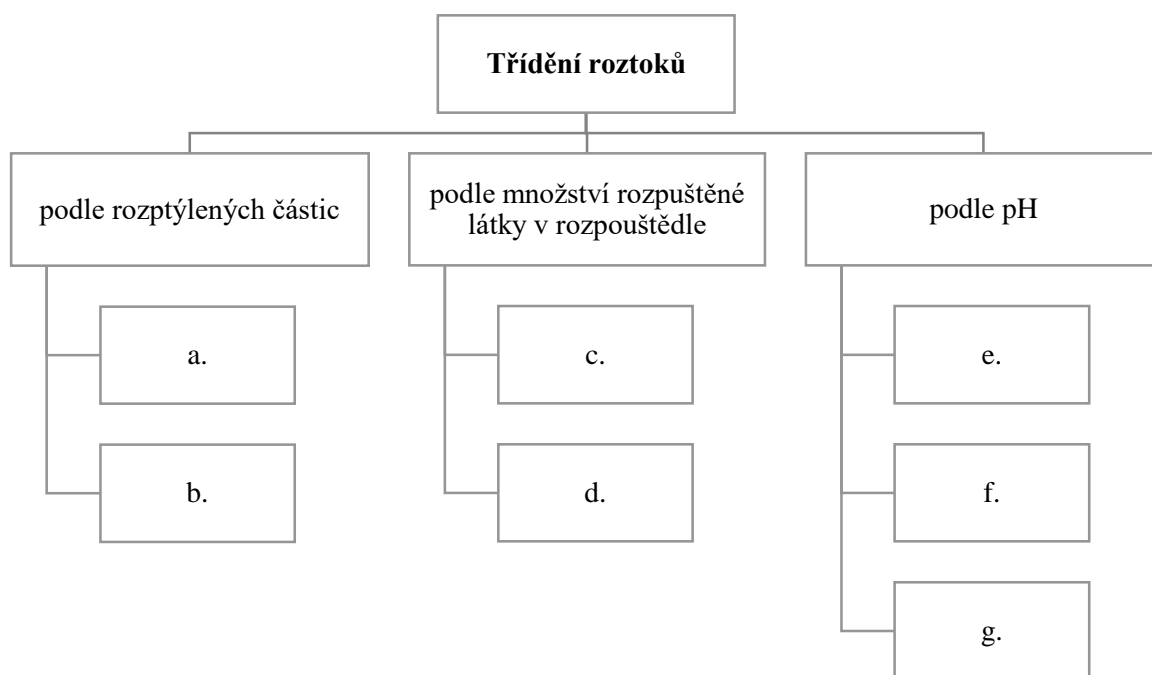 Třídění roztoků
podle rozptýlených částic
podle množství rozpuštěné
látky v rozpouštědle
podle pH
a.
b.
c.
d.
e.
f.
g.